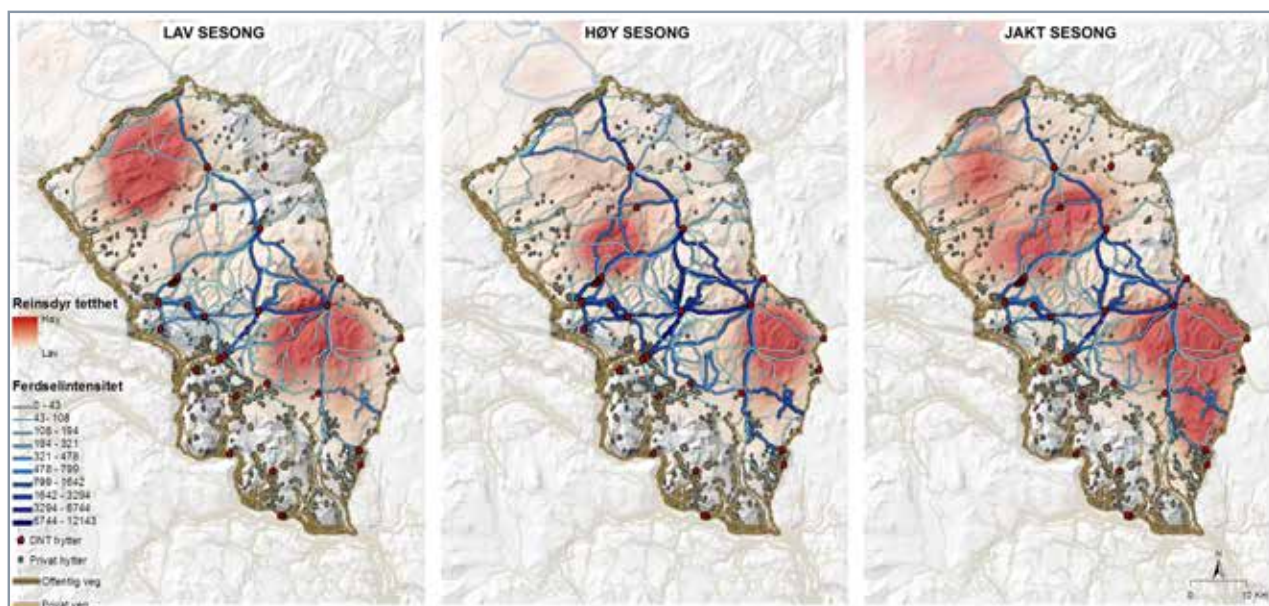 LAV SESONG
HØY SESONG
JAKT SESONG
Reinsdyr tetthet
Høy
Lav
Ferdselintensitet
0 - 43
43 - 108
108 - 194
194 - 321
321 - 478
478 - 799
799 - 1642
1642 - 3294
3294 - 6744
6744 - 12143
DNT hytter
Privat hytter
Offentlig veg
Privat veg
N
0 10 Km